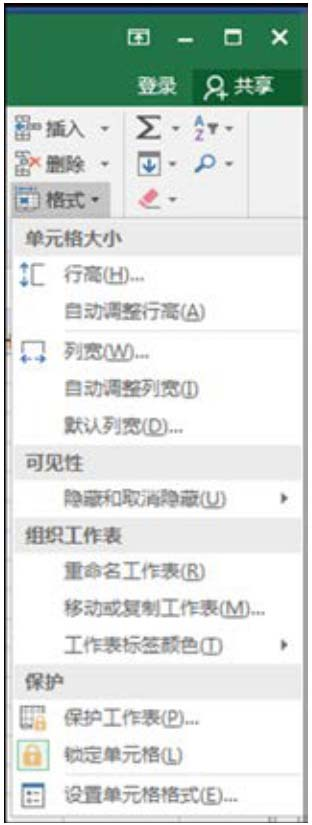 登录 共享
插入
删除
格式
单元格大小
行高(H)...
自动调整行高(A)
列宽(W)...
自动调整列宽(I)
默认列宽(D)...
可见性
隐藏和取消隐藏(U)
组织工作表
重命名工作表(R)
移动或复制工作表(M)...
工作表标签颜色(T)
保护
保护工作表(P)...
锁定单元格(L)
设置单元格格式(E)...